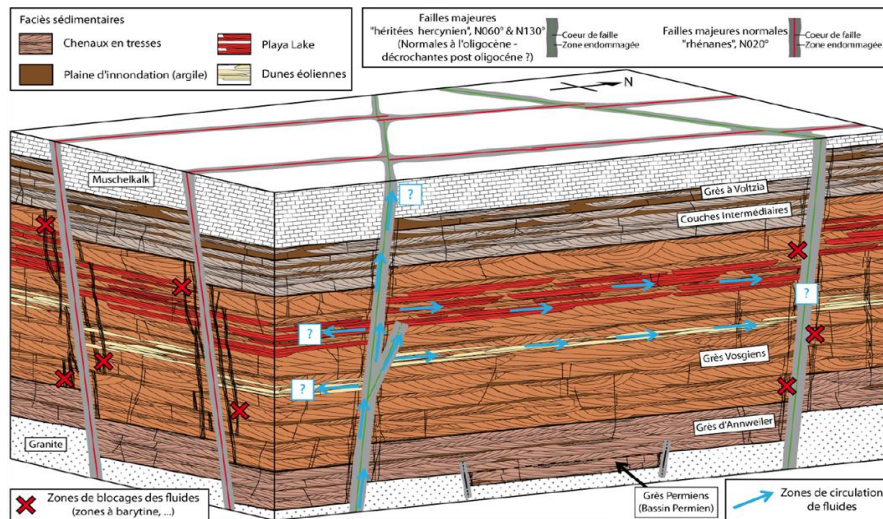 Faciès sédimentaires
Chenaux en tresses
Playa Lake
Plaine d'innondation (argile)
Dunes éoliennes
Failles majeures
"héritées hercynien", N060° & N130°
(Normales à l'oligocène -
décrochantes post oligocéne ?)
Coeur de faille
Zone endommagée
Failles majeures normales
"rhénanes", N020°
Coeur de faille
Zone endommagée
N
Muschelkalk
?
Grès à Voltzia
Couches Intermédiaires
?
?
?
Grès Vosgiens
Grès d'Annweiler
Granite
Zones de blocages des fluides
(zones à barytine, ...)
Grès Permiens
(Bassin Permien)
Zones de circulation
de fluides